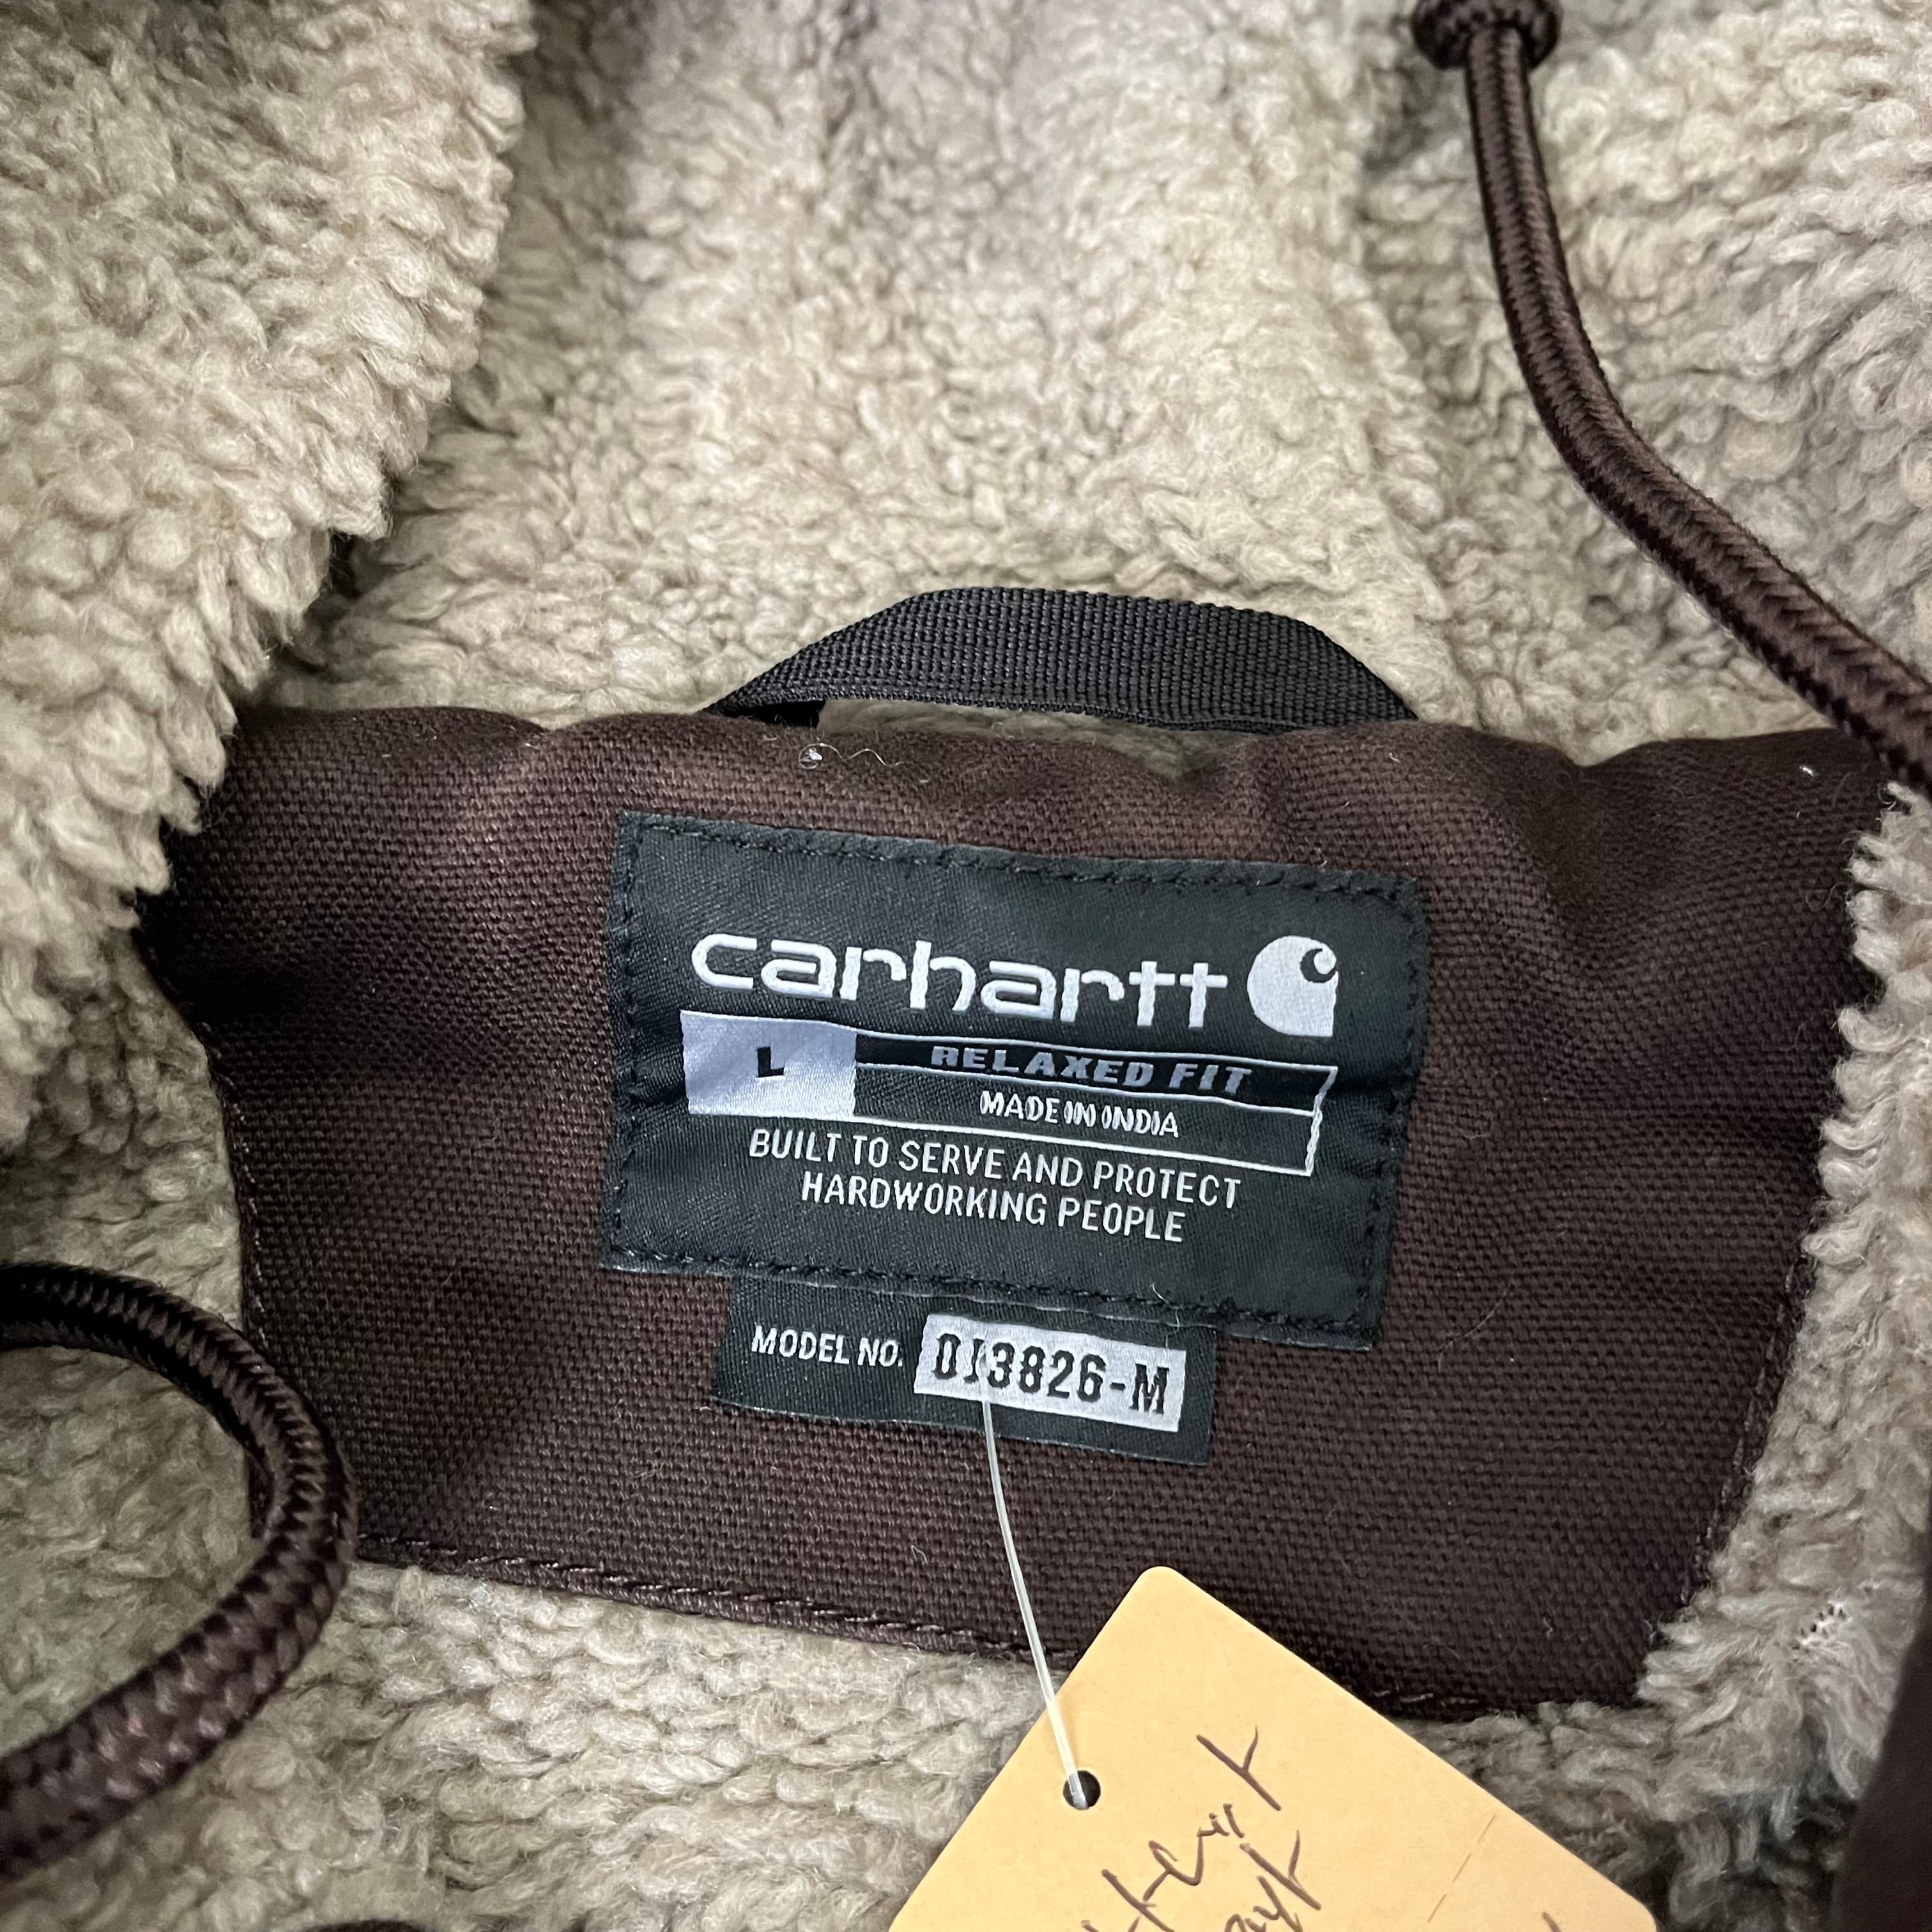 carhartt
L
RELAXED FIT
MADE IN INDIA
BUILT TO SERVE AND PROTECT
HARDWORKING PEOPLE
MODEL NO. OJ3826-M